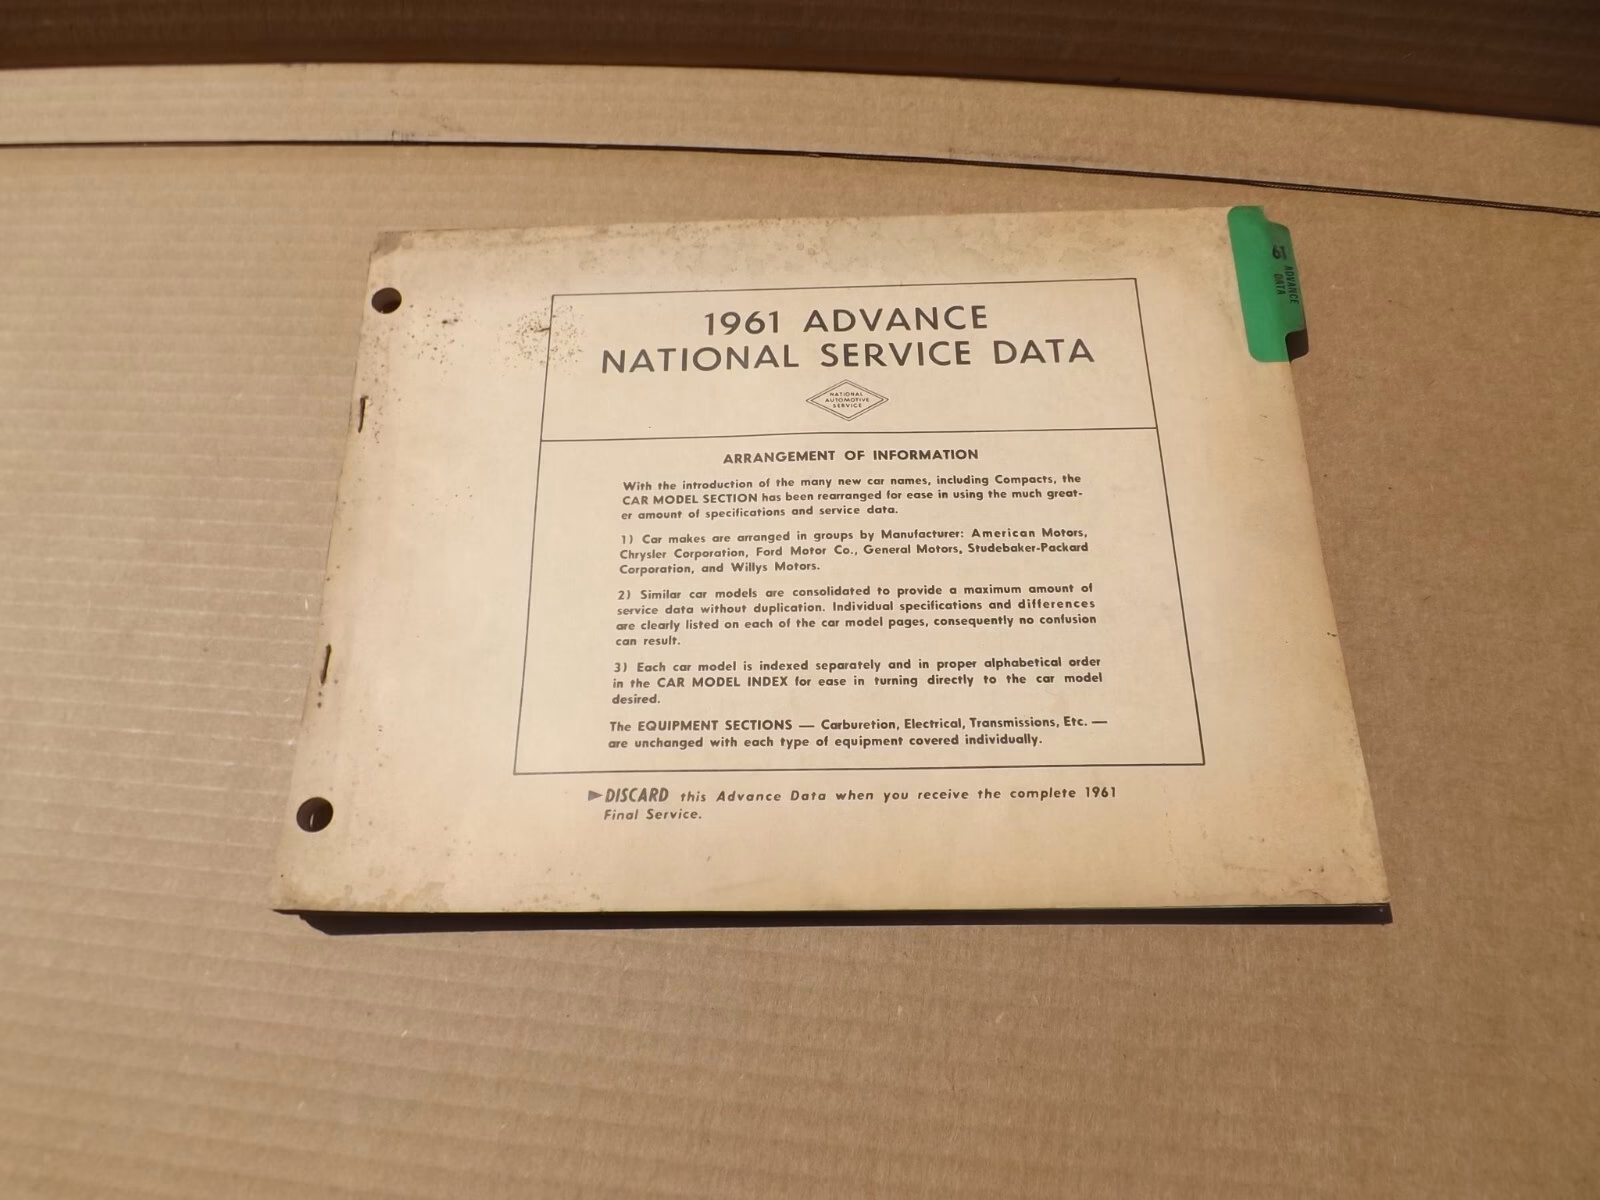 61 ADVANCE
DATA
1961 ADVANCE
NATIONAL SERVICE DATA
NATIONAL
AUTOMOTIVE
SERVICE
ARRANGEMENT OF INFORMATION
With the introduction of the many new car names, including Compacts, the
CAR MODEL SECTION has been rearranged for ease in using the much great-
er amount of specifications and service data.
1) Car makes are arranged in groups by Manufacturer: American Motors,
Chrysler Corporation, Ford Motor Co., General Motors, Studebaker-Packard
Corporation, and Willys Motors.
2) Similar car models are consolidated to provide a maximum amount of
service data without duplication. Individual specifications and differences
are clearly listed on each of the car model pages, consequently no confusion
can result.
3) Each car model is indexed separately and in proper alphabetical order
in the CAR MODEL INDEX for ease in turning directly to the car model
desired.
The EQUIPMENT SECTIONS — Carburetion, Electrical, Transmissions, Etc. —
are unchanged with each type of equipment covered individually.
►DISCARD this Advance Data when you receive the complete 1961
Final Service.